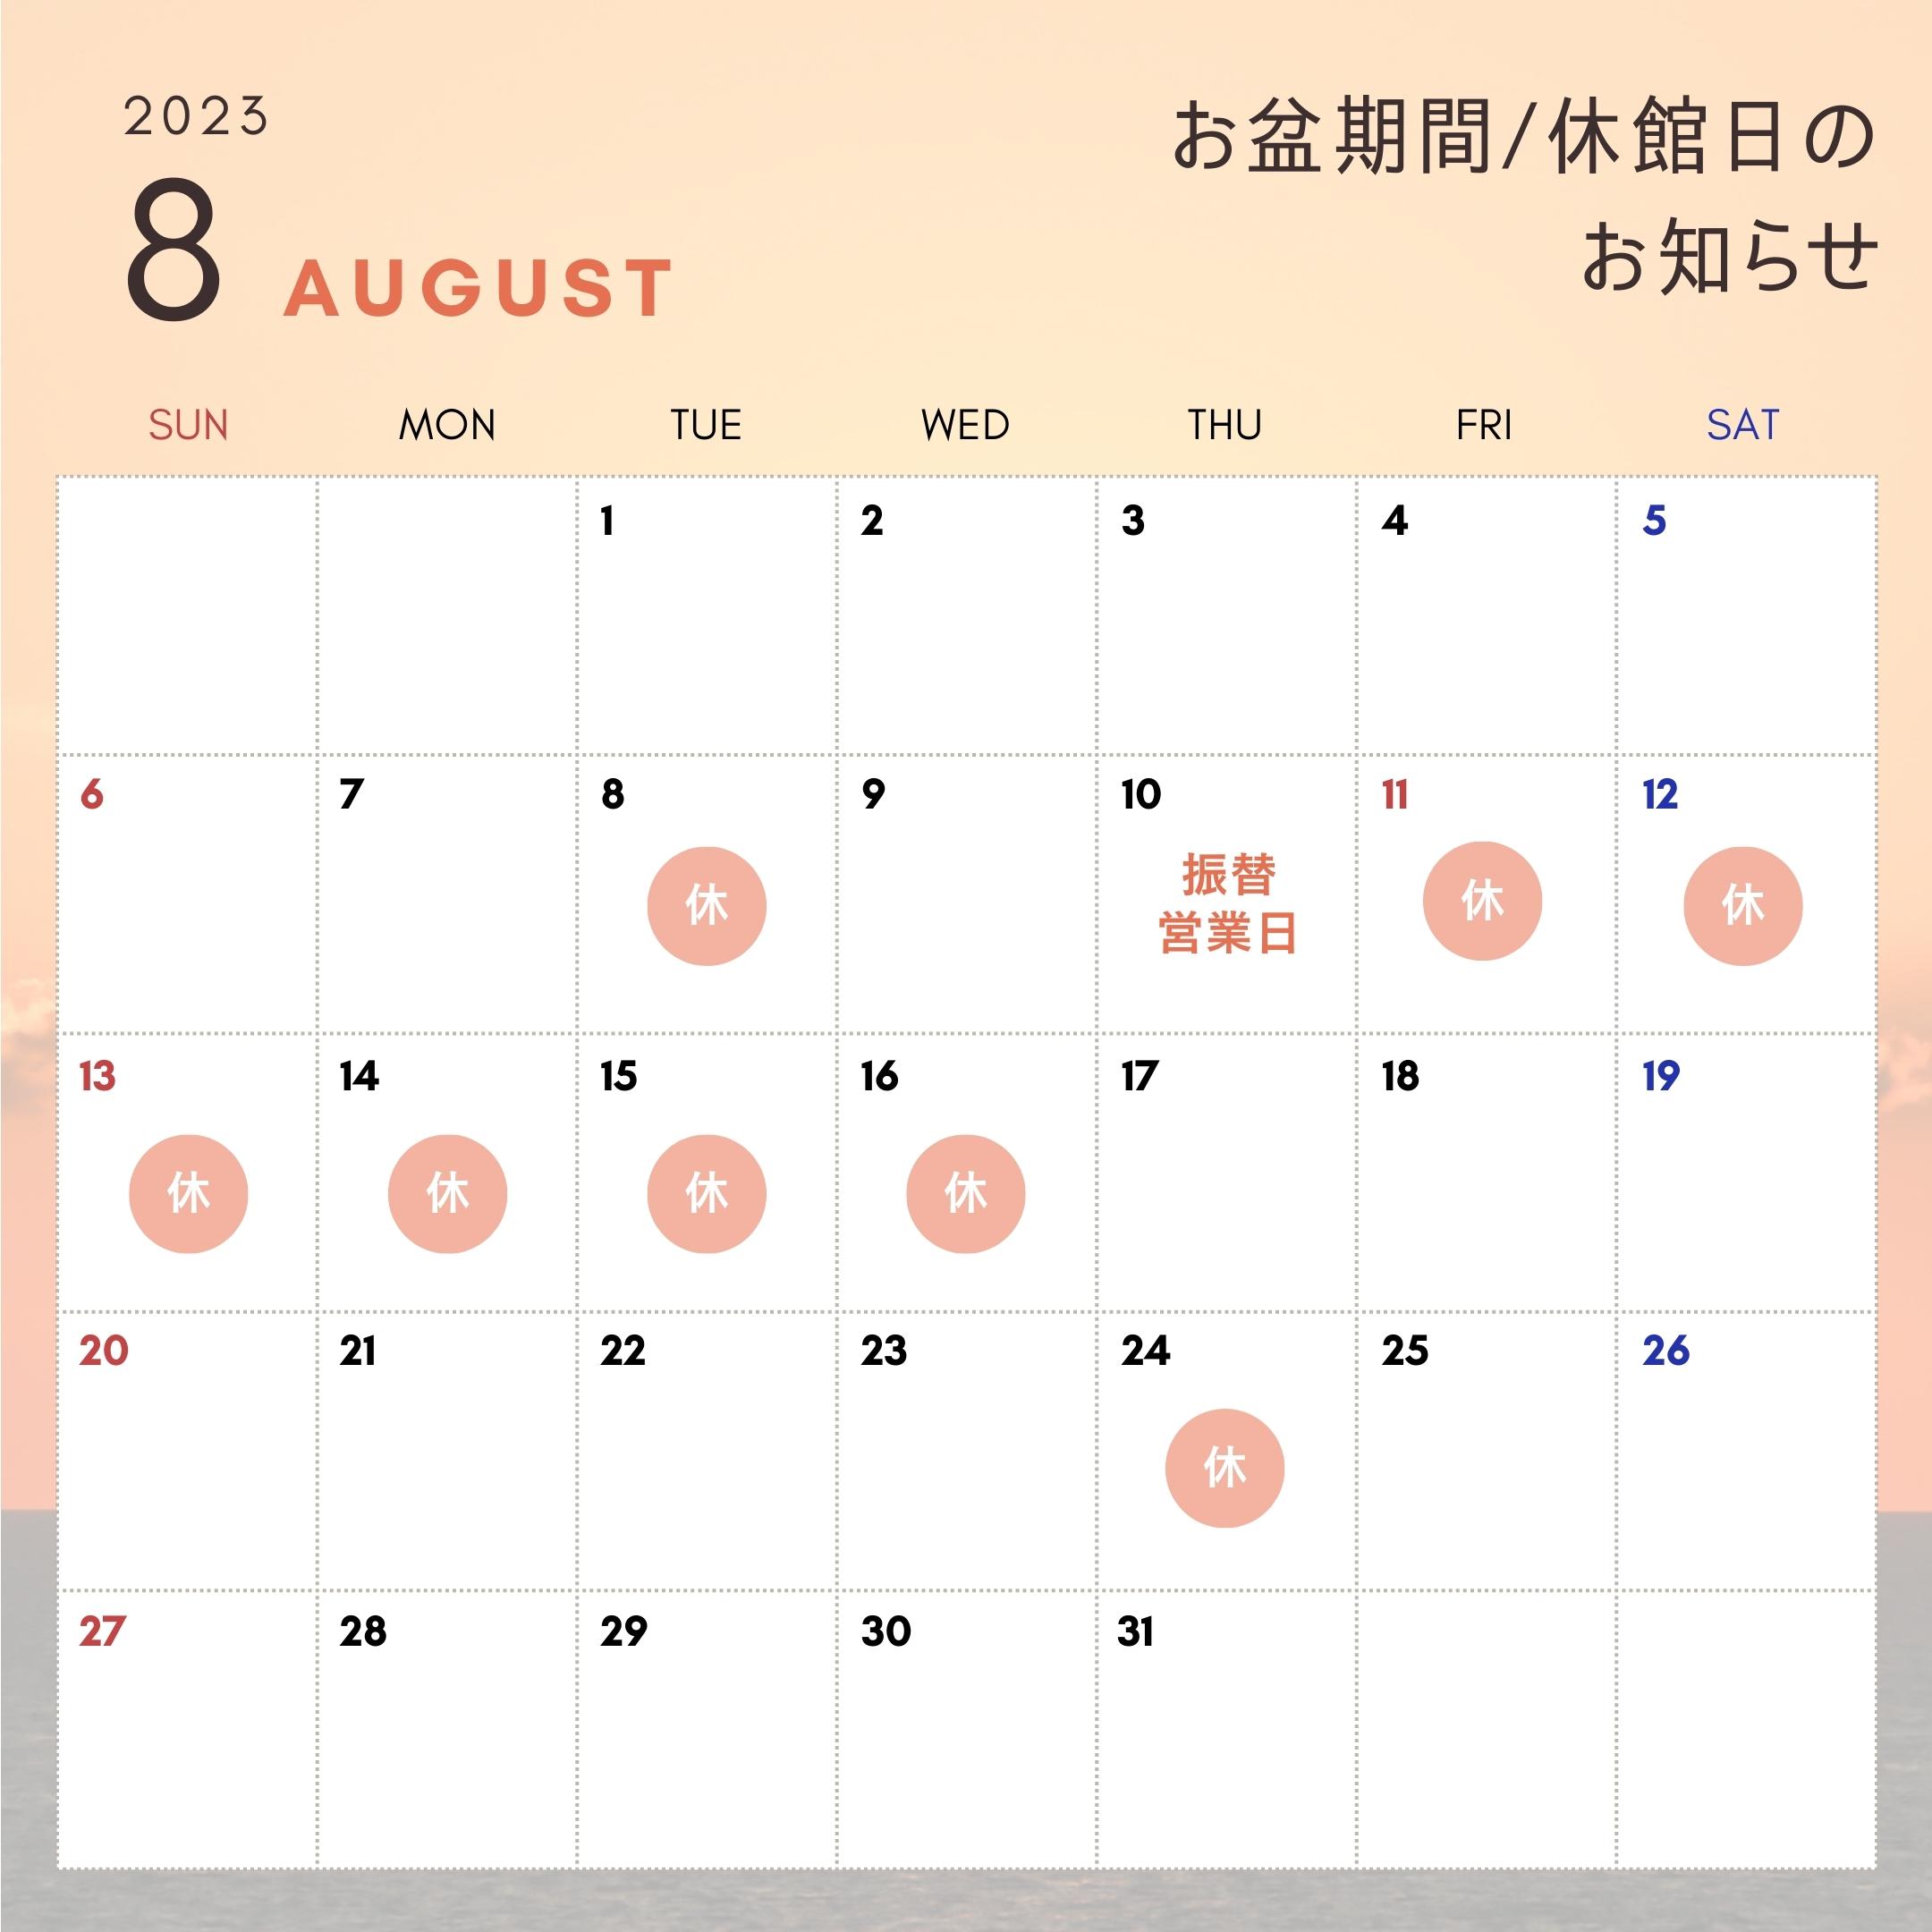 2023
8 AUGUST
お盆期間/休館日の
お知らせ
SUN MON TUE WED THU FRI SAT
1 2 3 4 5
6 7 8 9 10 11 12
休 振替 休 休
営業日
13 14 15 16 17 18 19
休 休 休 休
20 21 22 23 24 25 26
休
27 28 29 30 31